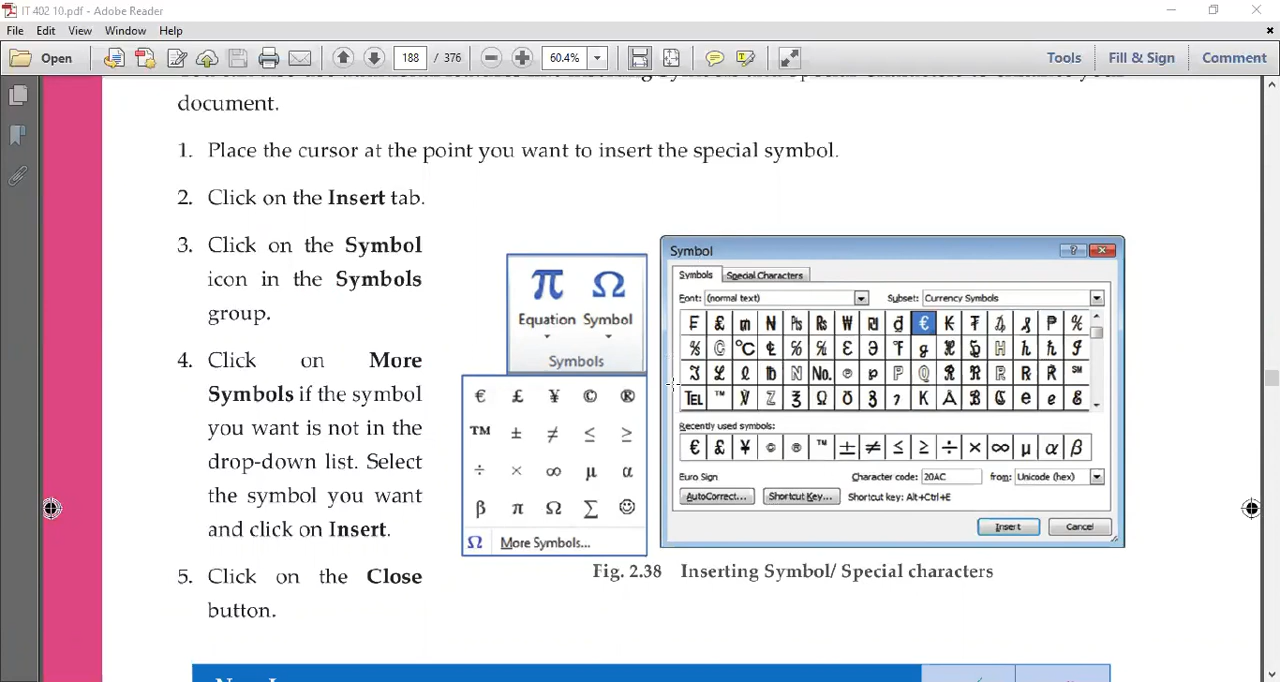 IT 402 10.pdf - Adobe Reader
File Edit View Window Help
Open 188 / 376 60.4% Tools Fill & Sign Comment
document.
1. Place the cursor at the point you want to insert the special symbol.
2. Click on the Insert tab.
3. Click on the Symbol
icon in the Symbols
group.
4. Click on More
Symbols if the symbol
you want is not in the
drop-down list. Select
the symbol you want
and click on Insert.
5. Click on the Close
button.
π Ω
Equation Symbol
Symbols
€ £ ¥ © ®
™ ± ≠ ≤ ≥
÷ × ∞ µ α
β π Ω ∑ ☺
Ω More Symbols...
Symbol
Symbols Special Characters
Font: (normal text) Subset: Currency Symbols
Recently used symbols:
€ £ ¥ © ® ™ ± ≠ ≤ ≥ ÷ × ∞ µ α β
Euro Sign Character code: 20AC from: Unicode (hex)
AutoCorrect... Shortcut Key... Shortcut key: Alt+Ctrl+E
Insert Cancel
Fig. 2.38 Inserting Symbol/ Special characters